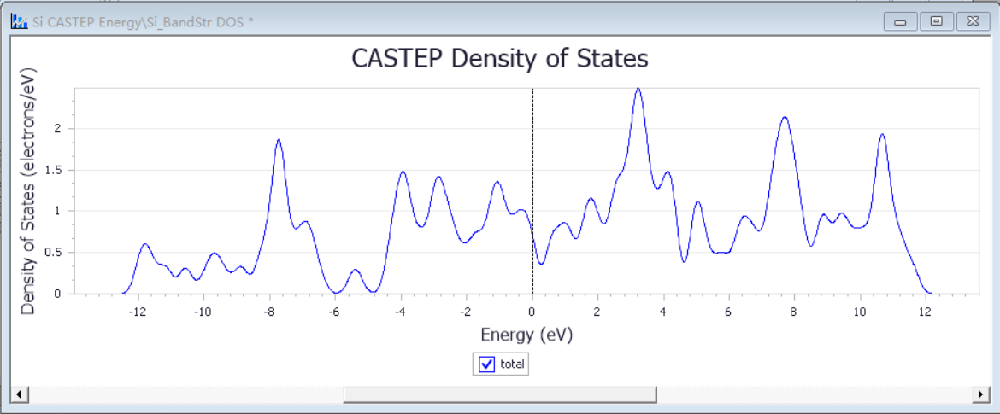 Si CASTEP Energy\Si_BandStr DOS *
CASTEP Density of States
Density of States (electrons/eV)
2
1.5
1
0.5
0
-12 -10 -8 -6 -4 -2 0 2 4 6 8 10 12
Energy (eV)
total